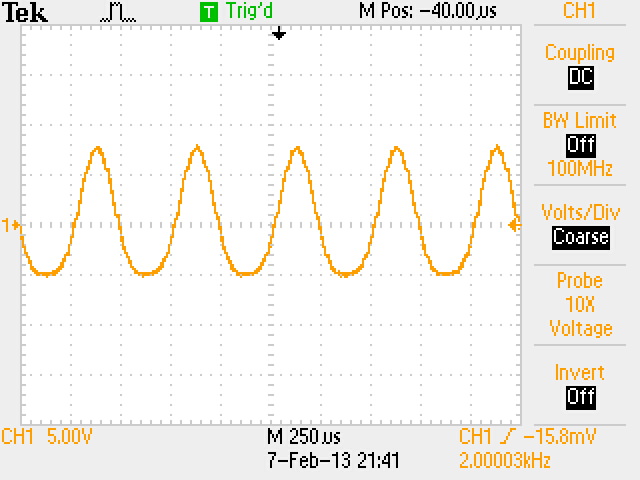 Tek T Trig'd M Pos: -40.00µs CH1
Coupling
DC
BW Limit
Off
100MHz
Volts/Div
Coarse
Probe
10X
Voltage
Invert
Off
1
CH1 5.00V M 250µs CH1 -15.8mV
7-Feb-13 21:41 2.00003kHz